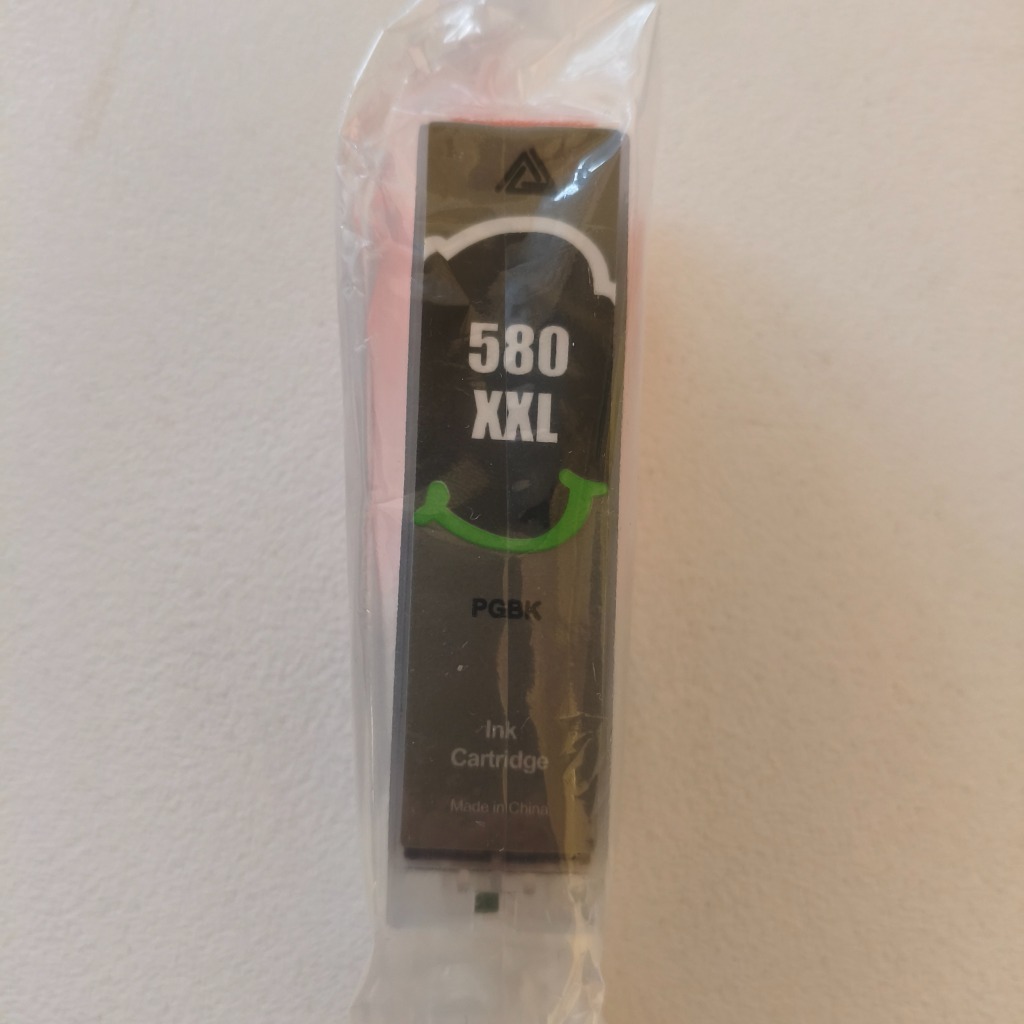 580
XXL
PGBK
Ink
Cartridge
Made in China